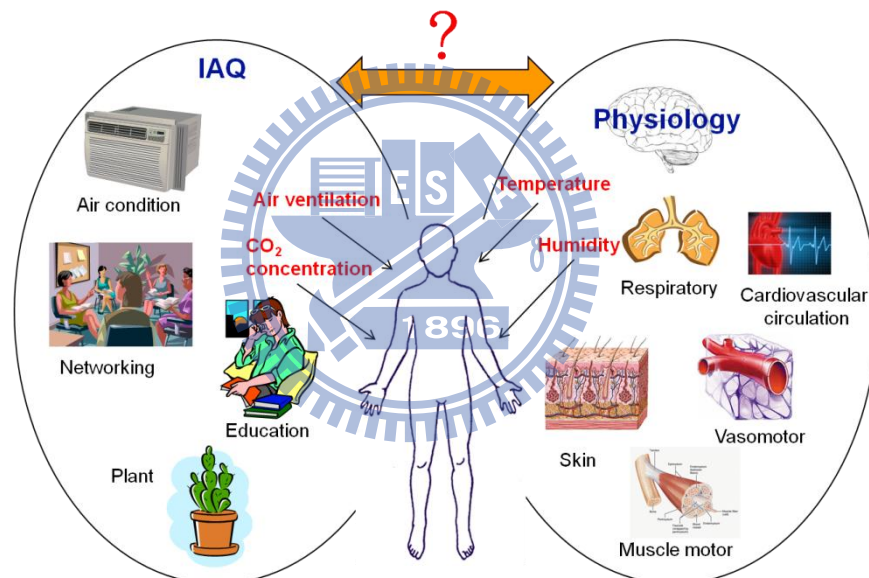 ?
IAQ
Physiology
Air condition
Air ventilation
Temperature
CO₂
concentration
Humidity
Respiratory
Cardiovascular
circulation
Networking
Education
Skin
Vasomotor
Plant
Muscle motor
E S
1896